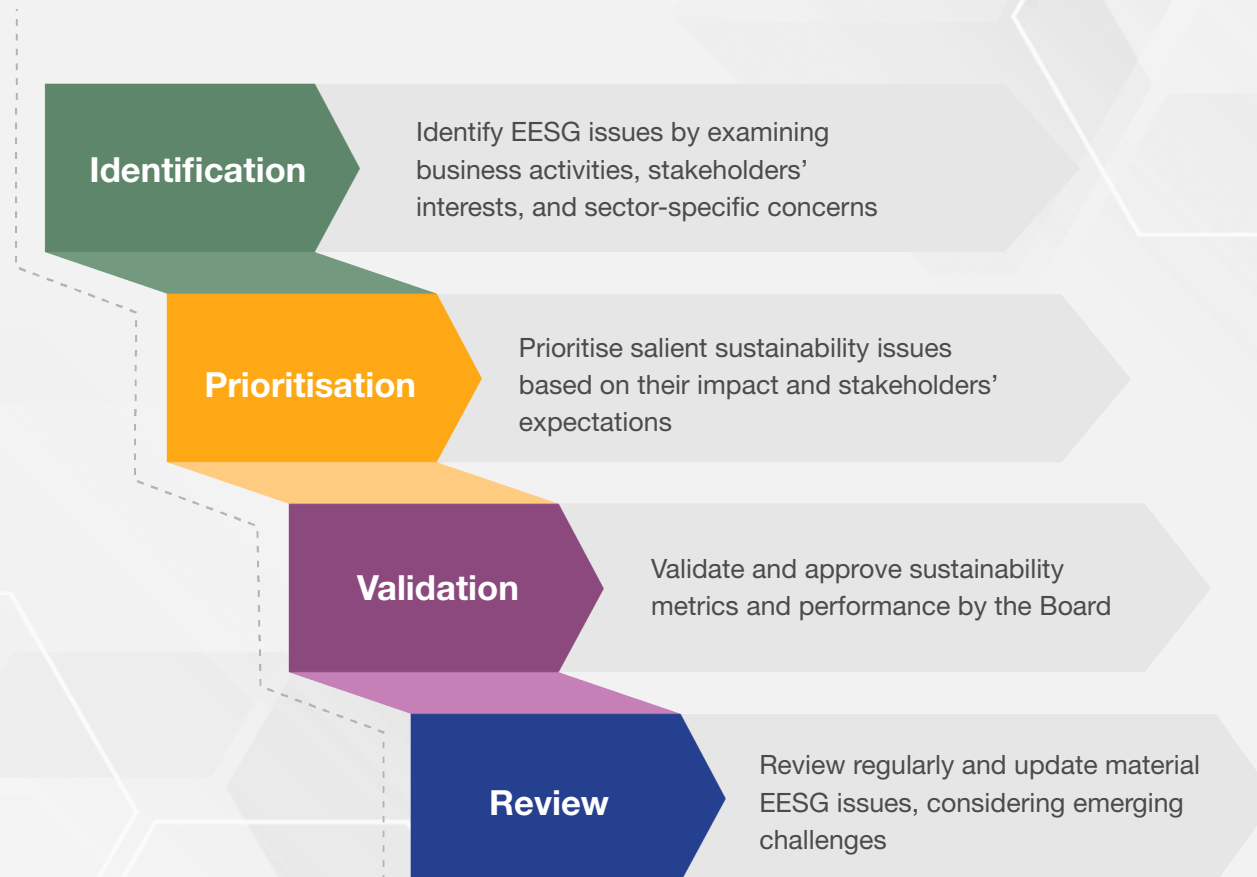 Identification
Identify EESG issues by examining
business activities, stakeholders’
interests, and sector-specific concerns
Prioritisation
Prioritise salient sustainability issues
based on their impact and stakeholders’
expectations
Validation
Validate and approve sustainability
metrics and performance by the Board
Review
Review regularly and update material
EESG issues, considering emerging
challenges